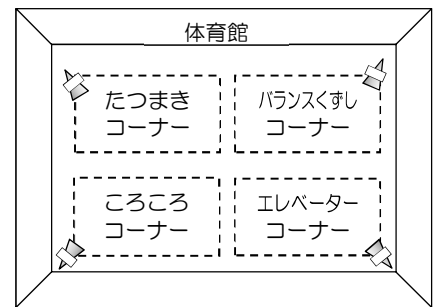 体育館
たつまき
コーナー
バランスくずし
コーナー
ころころ
コーナー
エレベーター
コーナー